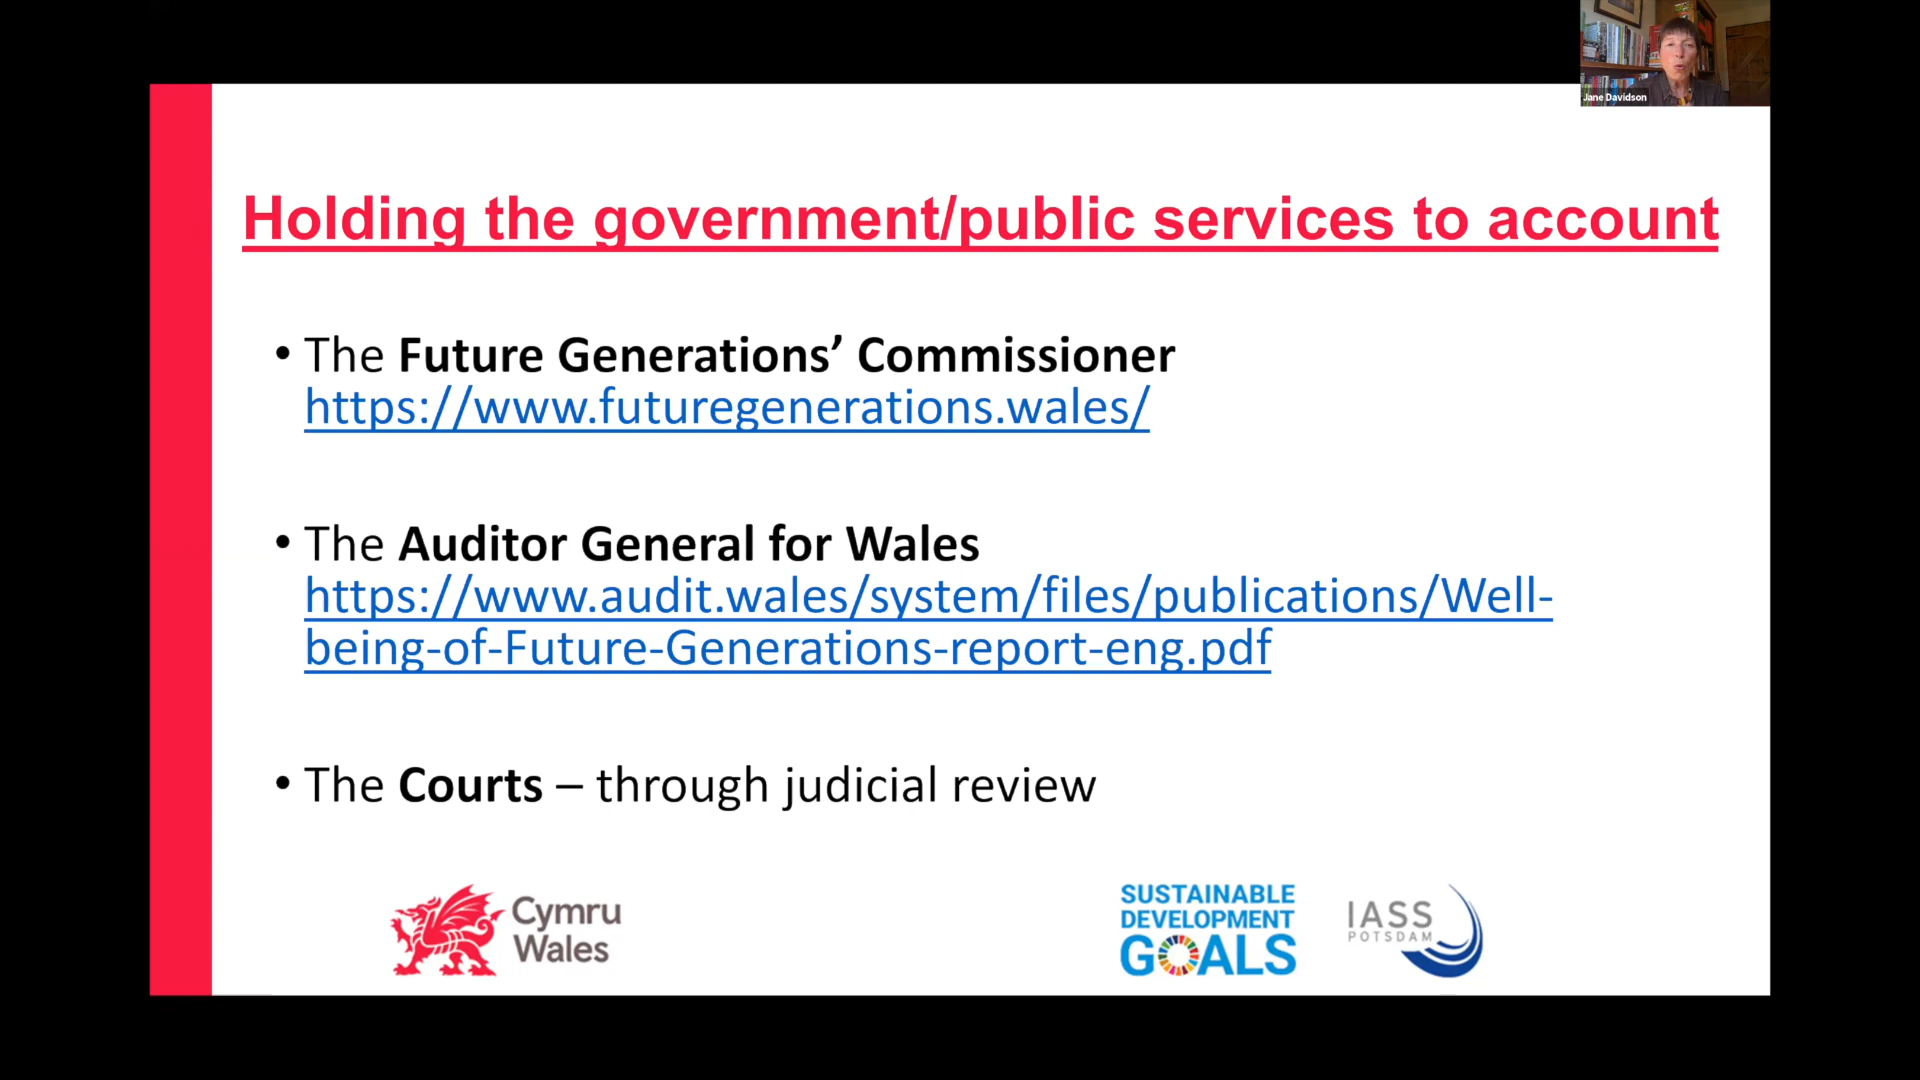 Jane Davidson
Holding the government/public services to account
• The Future Generations’ Commissioner
https://www.futuregenerations.wales/
• The Auditor General for Wales
https://www.audit.wales/system/files/publications/Well-
being-of-Future-Generations-report-eng.pdf
• The Courts – through judicial review
Cymru
Wales
SUSTAINABLE
DEVELOPMENT
GOALS
IASS
POTSDAM